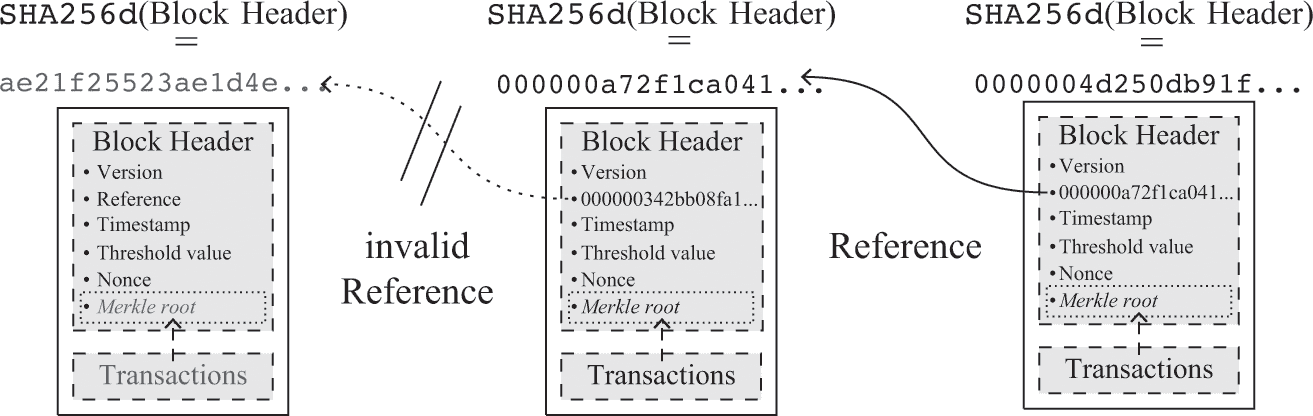 SHA256d(Block Header)
=
ae21f25523ae1d4e...
Block Header
• Version
• Reference
• Timestamp
• Threshold value
• Nonce
• Merkle root
Transactions
invalid
Reference
SHA256d(Block Header)
=
000000a72f1ca041...
Block Header
• Version
• 000000342bb08fa1...
• Timestamp
• Threshold value
• Nonce
• Merkle root
Transactions
Reference
SHA256d(Block Header)
=
0000004d250db91f...
Block Header
• Version
• 000000a72f1ca041...
• Timestamp
• Threshold value
• Nonce
• Merkle root
Transactions